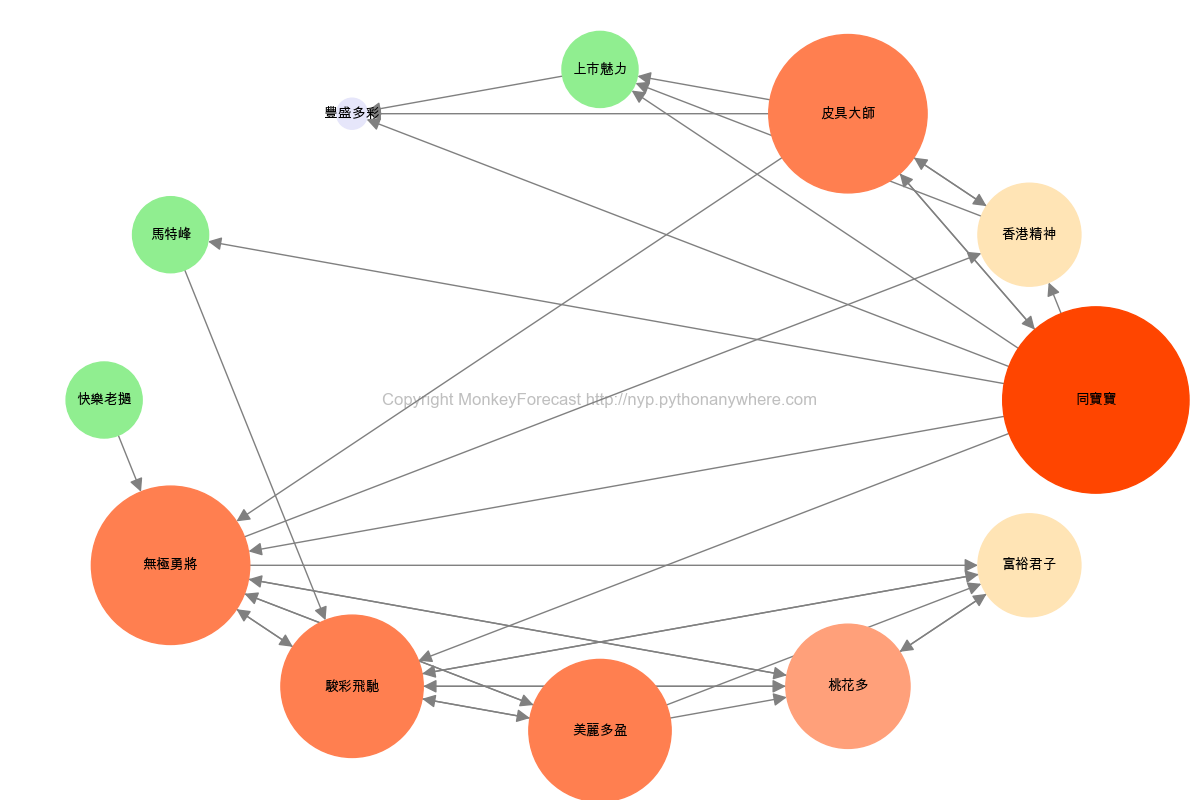 上市魅力
皮具大師
豐盛多彩
馬特峰
香港精神
快樂老撾
Copyright MonkeyForecast http://nyp.pythonanywhere.com
同寶寶
無極勇將
富裕君子
駿彩飛馳
桃花多
美麗多盈